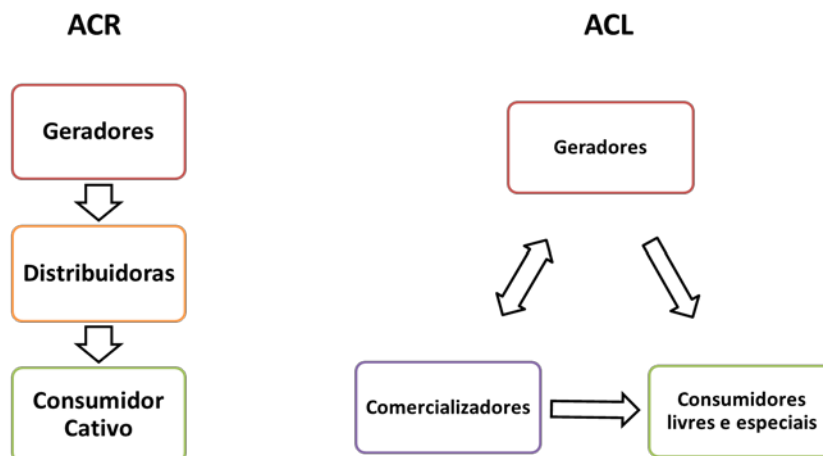 ACR
Geradores
Distribuidoras
Consumidor
Cativo
ACL
Geradores
Comercializadores
Consumidores
livres e especiais